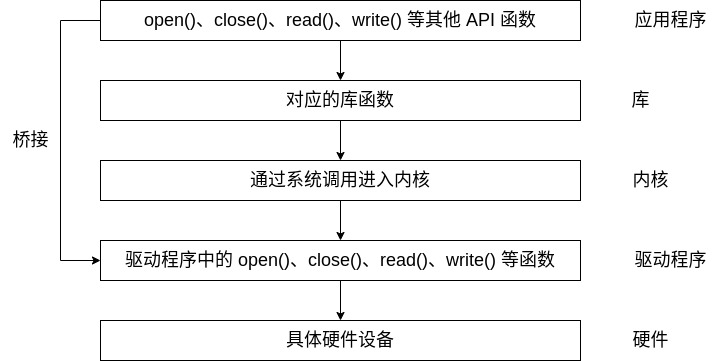 open()、close()、read()、write() 等其他 API 函数
应用程序
对应的库函数
库
桥接
通过系统调用进入内核
内核
驱动程序中的 open()、close()、read()、write() 等函数
驱动程序
具体硬件设备
硬件